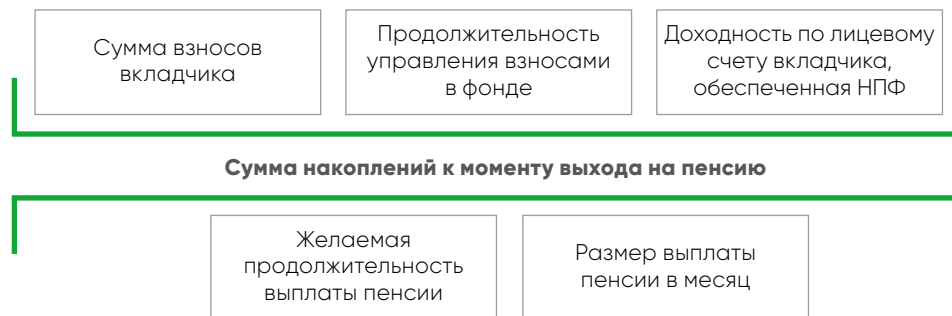 Сумма взносов
вкладчика
Продолжительность
управления взносами
в фонде
Доходность по лицевому
счету вкладчика,
обеспеченная НПФ
Сумма накоплений к моменту выхода на пенсию
Желаемая
продолжительность
выплаты пенсии
Размер выплаты
пенсии в месяц